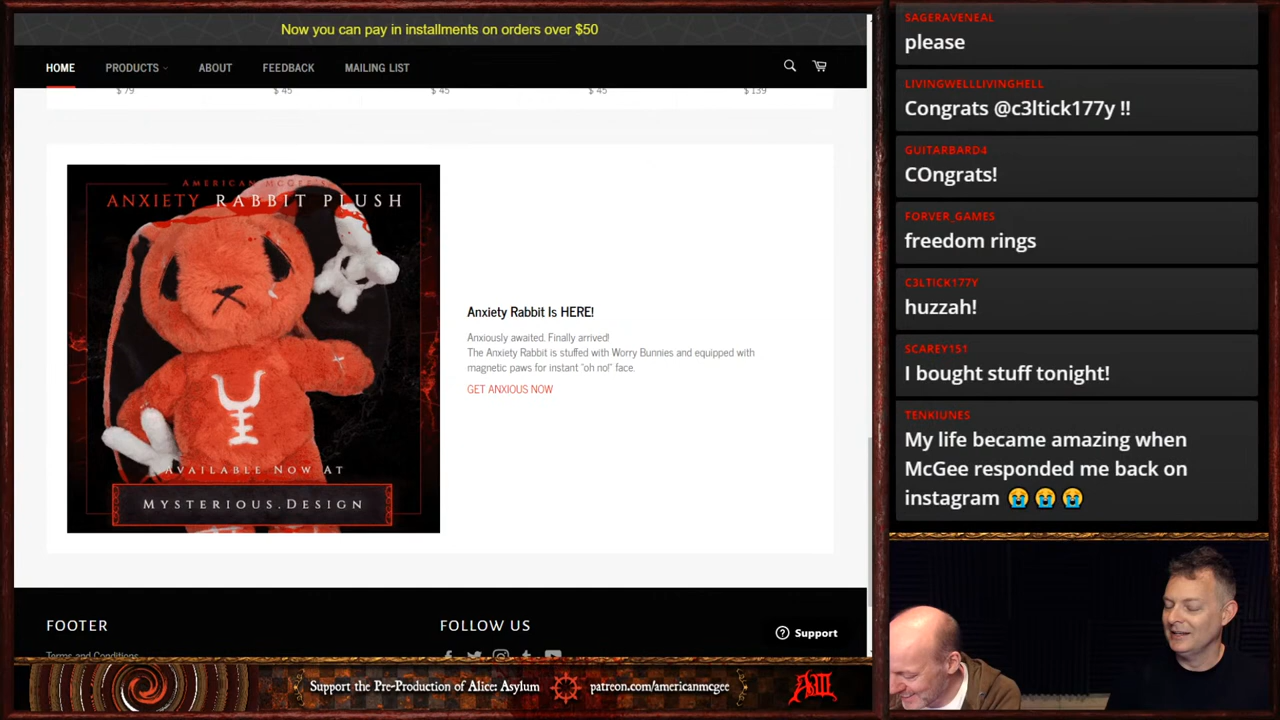 Now you can pay in installments on orders over $50
HOME PRODUCTS ABOUT FEEDBACK MAILING LIST
$ 79 $ 45 $ 45 $ 45 $ 139
AMERICAN MCGEE'S
ANXIETY RABBIT PLUSH
AVAILABLE NOW AT
MYSTERIOUS.DESIGN
Anxiety Rabbit Is HERE!
Anxiously awaited. Finally arrived!
The Anxiety Rabbit is stuffed with Worry Bunnies and equipped with
magnetic paws for instant "oh no!" face.
GET ANXIOUS NOW
FOOTER
Terms and Conditions
FOLLOW US
Support
Support the Pre-Production of Alice: Asylum
patreon.com/americanmcgee
SAGERAVENEAL
please
LIVINGWELLLIVINGHELL
Congrats @c3ltick177y !!
GUITARBARD4
COngrats!
FORVER_GAMES
freedom rings
C3LTICK177Y
huzzah!
SCAREY151
I bought stuff tonight!
TENKIUNES
My life became amazing when
McGee responded me back on
instagram 😭 😭 😭